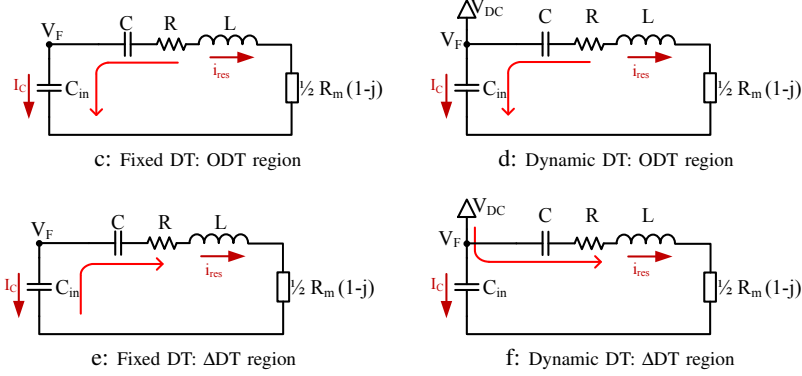 V_F C R L
I_C C_in i_res ½ R_m (1-j)
c: Fixed DT: ODT region
V_DC
V_F C R L
I_C C_in i_res ½ R_m (1-j)
d: Dynamic DT: ODT region
V_F C R L
I_C C_in i_res ½ R_m (1-j)
e: Fixed DT: ΔDT region
V_DC
V_F C R L
I_C C_in i_res ½ R_m (1-j)
f: Dynamic DT: ΔDT region